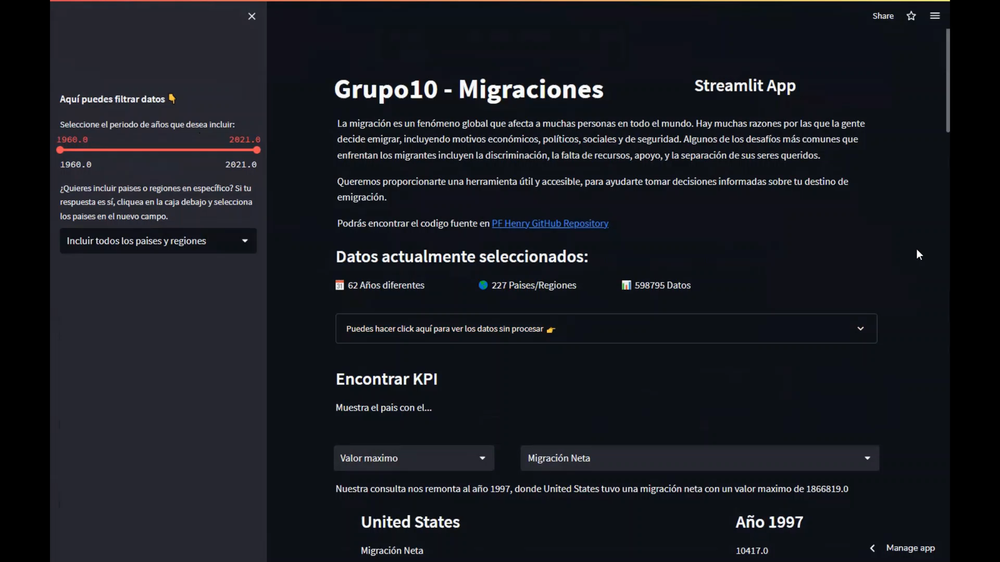 Share
Aquí puedes filtrar datos 👇
Seleccione el periodo de años que desea incluir:
1960.0 2021.0
1960.0 2021.0
¿Quieres incluir paises o regiones en específico? Si tu
respuesta es sí, cliquea en la caja debajo y selecciona
los paises en el nuevo campo.
Incluir todos los paises y regiones
Grupo10 - Migraciones
Streamlit App
La migración es un fenómeno global que afecta a muchas personas en todo el mundo. Hay muchas razones por las que la gente
decide emigrar, incluyendo motivos económicos, políticos, sociales y de seguridad. Algunos de los desafíos más comunes que
enfrentan los migrantes incluyen la discriminación, la falta de recursos, apoyo, y la separación de sus seres queridos.
Queremos proporcionarte una herramienta útil y accesible, para ayudarte tomar decisiones informadas sobre tu destino de
emigración.
Podrás encontrar el codigo fuente en PF Henry GitHub Repository
Datos actualmente seleccionados:
📅 62 Años diferentes
🌎 227 Paises/Regiones
📊 598795 Datos
Puedes hacer click aquí para ver los datos sin procesar 👉
Encontrar KPI
Muestra el pais con el...
Valor maximo
Migración Neta
Nuestra consulta nos remonta al año 1997, donde United States tuvo una migración neta con un valor maximo de 1866819.0
United States
Año 1997
Migración Neta
10417.0
Manage app